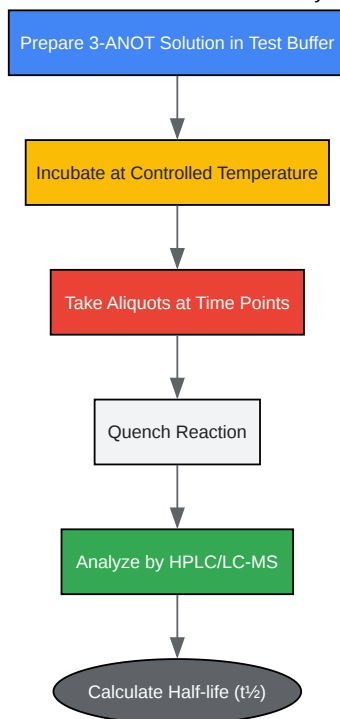 Prepare 3-ANOT Solution in Test Buffer
Incubate at Controlled Temperature
Take Aliquots at Time Points
Quench Reaction
Analyze by HPLC/LC-MS
Calculate Half-life (t½)